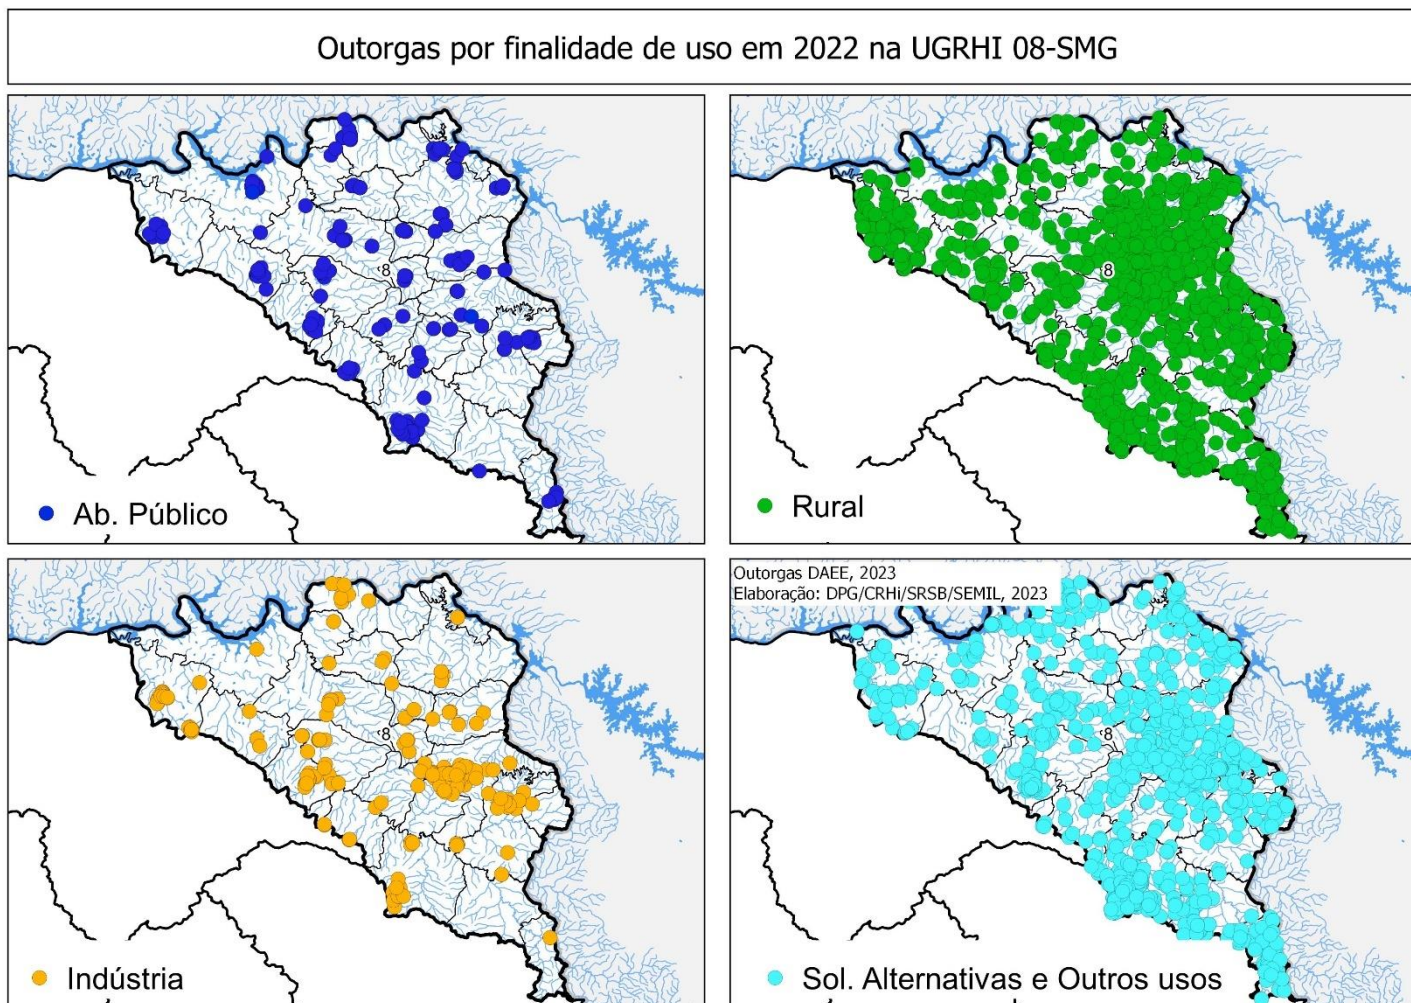 Outorgas por finalidade de uso em 2022 na UGRHI 08-SMG
8
Ab. Público
8
Rural
8
Indústria
Outorgas DAEE, 2023
Elaboração: DPG/CRHi/SRSB/SEMIL, 2023
8
Sol. Alternativas e Outros usos